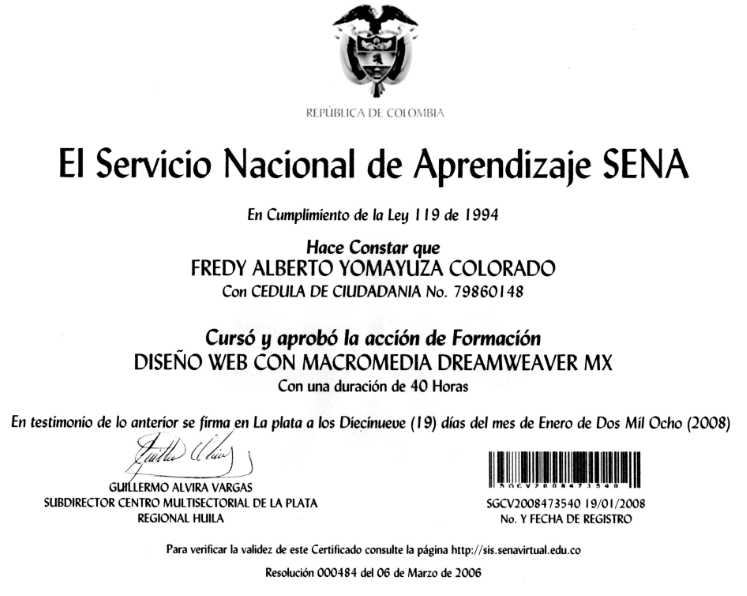 REPÚBLICA DE COLOMBIA
El Servicio Nacional de Aprendizaje SENA
En Cumplimiento de la Ley 119 de 1994
Hace Constar que
FREDY ALBERTO YOMAYUZA COLORADO
Con CEDULA DE CIUDADANIA No. 79860148
Cursó y aprobó la acción de Formación
DISEÑO WEB CON MACROMEDIA DREAMWEAVER MX
Con una duración de 40 Horas
En testimonio de lo anterior se firma en La plata a los Diecinueve (19) días del mes de Enero de Dos Mil Ocho (2008)
GUILLERMO ALVIRA VARGAS
SUBDIRECTOR CENTRO MULTISECTORIAL DE LA PLATA
REGIONAL HUILA
SGCV2008473540
SGCV2008473540 19/01/2008
No. Y FECHA DE REGISTRO
Para verificar la validez de este Certificado consulte la página http://sis.senavirtual.edu.co
Resolución 000484 del 06 de Marzo de 2006